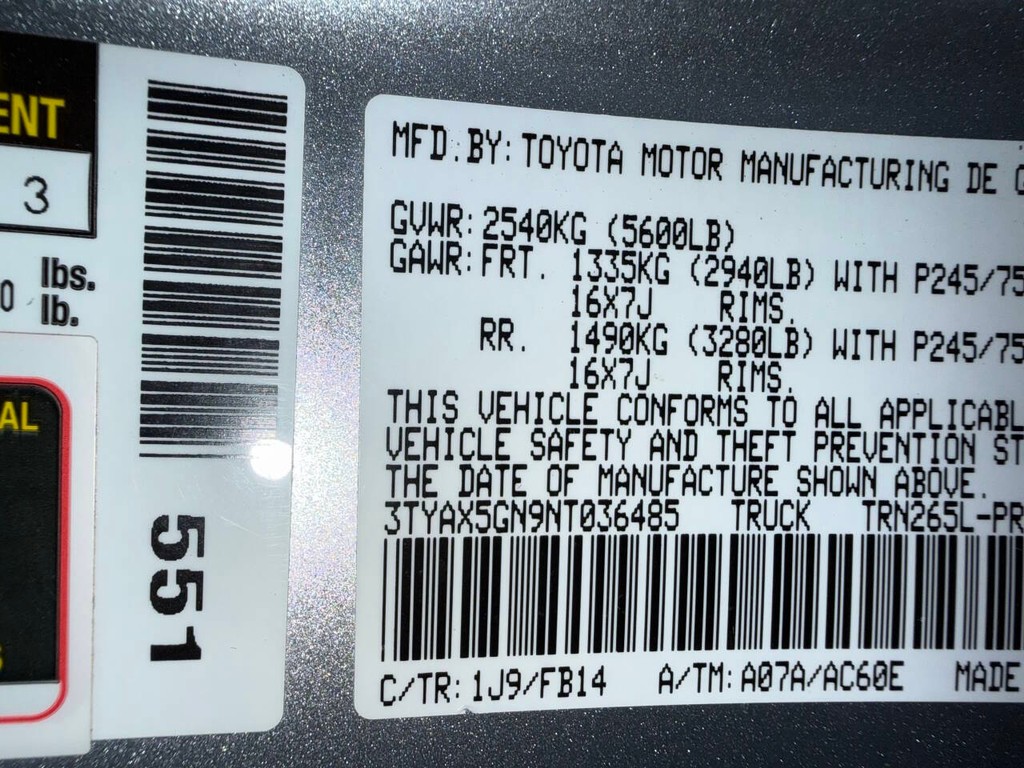 ENT
3
0 lbs.
lb.
AL
S
551
MFD.BY: TOYOTA MOTOR MANUFACTURING DE
GVWR: 2540KG (5600LB)
GAWR: FRT. 1335KG (2940LB) WITH P245/75
16X7J RIMS.
RR. 1490KG (3280LB) WITH P245/75
16X7J RIMS.
THIS VEHICLE CONFORMS TO ALL APPLICABL
VEHICLE SAFETY AND THEFT PREVENTION ST
THE DATE OF MANUFACTURE SHOWN ABOVE.
3TYAX5GN9NT036485 TRUCK TRN265L-PR
C/TR: 1J9/FB14 A/TM: A07A/AC60E MADE